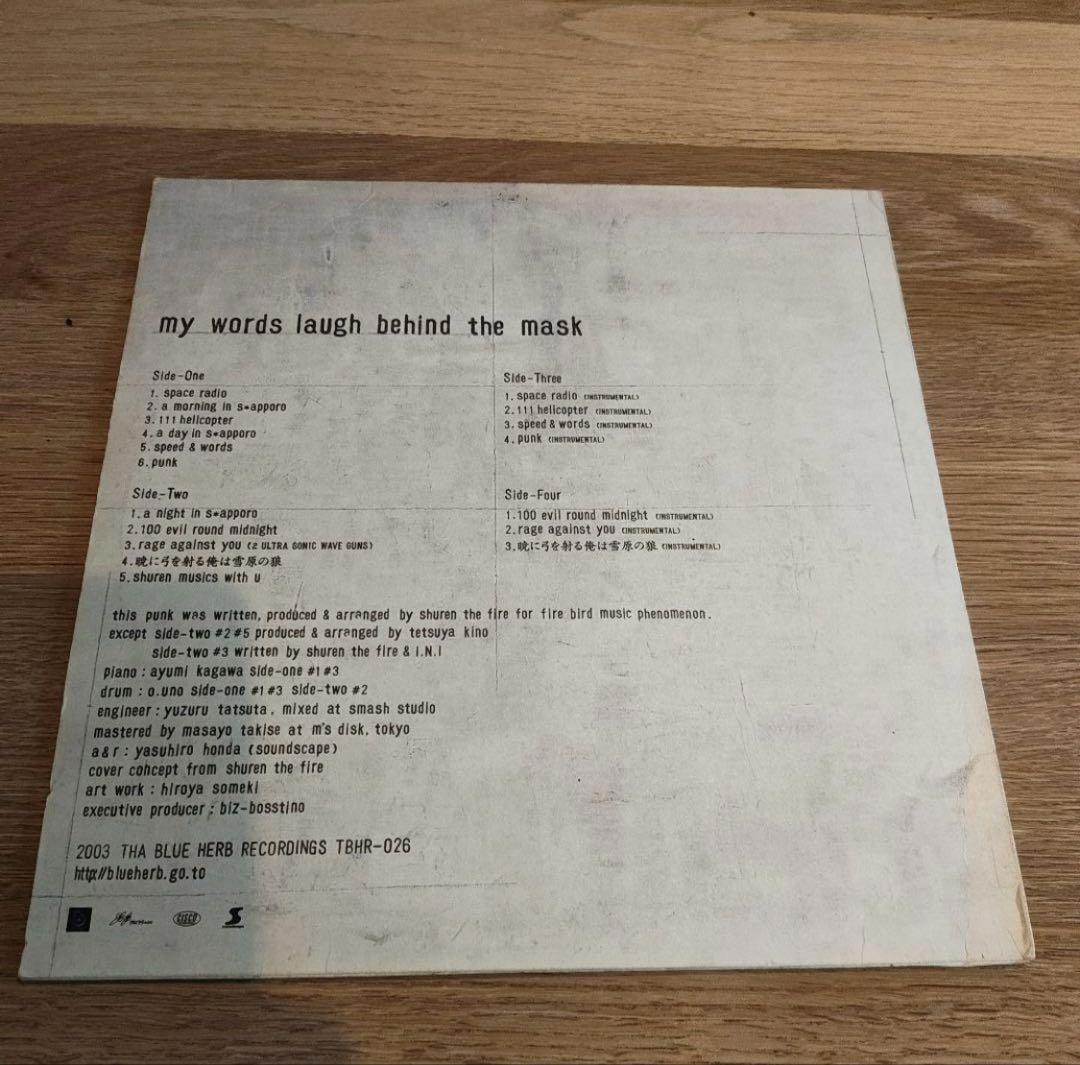 my words laugh behind the mask
Side-One
1. space radio
2. a morning in s*apporo
3. 111 helicopter
4. a day in s*apporo
5. speed & words
6. punk
Side-Two
1. a night in s*apporo
2. 100 evil round midnight
3. rage against you (2 ULTRA SONIC WAVE GUNS)
4. 暁に弓を射る俺は雪原の狼
5. shuren musics with u
Side-Three
1. space radio (INSTRUMENTAL)
2. 111 helicopter (INSTRUMENTAL)
3. speed & words (INSTRUMENTAL)
4. punk (INSTRUMENTAL)
Side-Four
1. 100 evil round midnight (INSTRUMENTAL)
2. rage against you (INSTRUMENTAL)
3. 暁に弓を射る俺は雪原の狼 (INSTRUMENTAL)
this punk was written, produced & arranged by shuren the fire for fire bird music phenomenon.
except side-two #2 #5 produced & arranged by tetsuya kino
side-two #3 written by shuren the fire & I.N.I
piano : ayumi kagawa side-one #1 #3
drum : o.uno side-one #1 #3 side-two #2
engineer : yuzuru tatsuta, mixed at smash studio
mastered by masayo takise at m's disk, tokyo
a & r : yasuhiro honda (soundscape)
cover cohcept from shuren the fire
art work : hiroya someki
executive producer : biz-bosstino
2003 THA BLUE HERB RECORDINGS TBHR-026
http://blueherb.go.to
CISCO
S